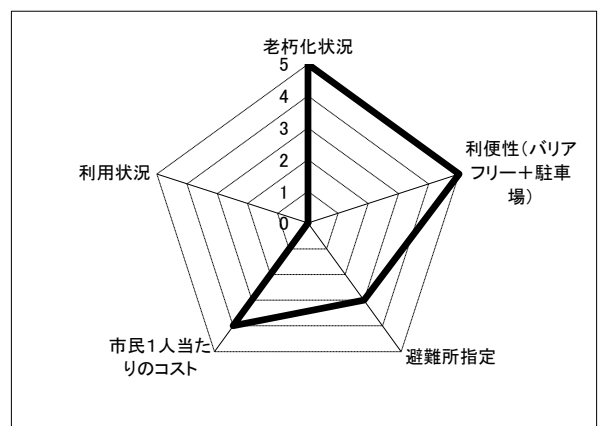 老朽化状況
5
4
3
2
1
0
利便性（バリア
フリー＋駐車
場）
利用状況
市民１人当た
りのコスト
避難所指定